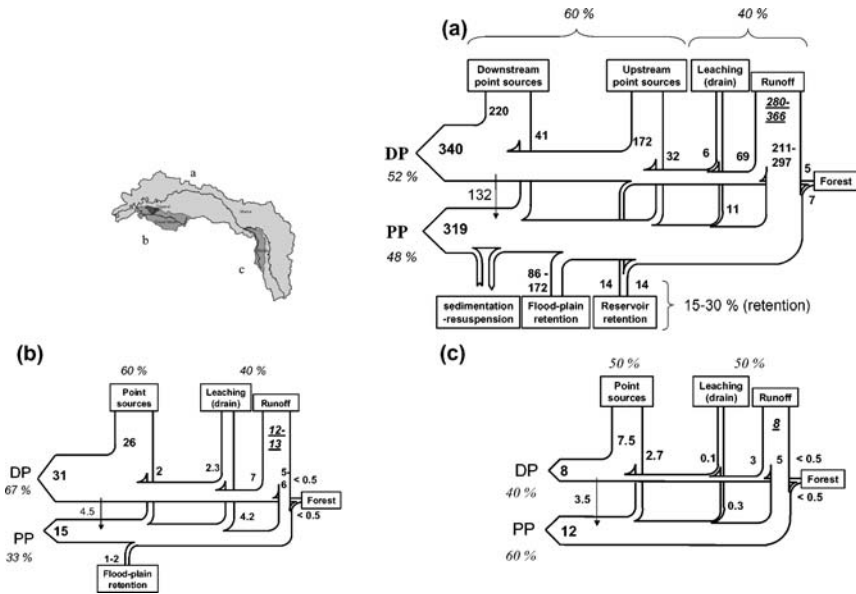 (a)
60 %
40 %
Downstream
point sources
Upstream
point sources
Leaching
(drain)
Runoff
220
41
172
32
6
69
280-
366
211-
297
5
Forest
7
DP
340
52 %
132
PP
319
48 %
11
86 -
172
14
14
sedimentation
-resuspension
Flood-plain
retention
Reservoir
retention
15-30 % (retention)
a
b
c
(b)
60 %
40 %
Point
sources
Leaching
(drain)
Runoff
26
2
2.3
7
12-
13
5-
6
< 0.5
Forest
< 0.5
DP
31
67 %
4.5
PP
15
33 %
4.2
1-2
Flood-plain
retention
(c)
50 %
50 %
Point
sources
Leaching
(drain)
Runoff
8
7.5
2.7
0.1
3
5
< 0.5
Forest
< 0.5
DP
8
40 %
3.5
0.3
PP
12
60 %